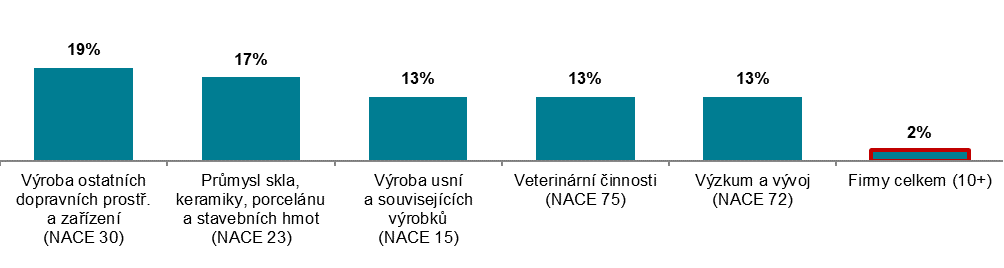 19%
17%
13%
13%
13%
2%
Výroba ostatních
dopravních prostř.
a zařízení
(NACE 30)
Průmysl skla,
keramiky, porcelánu
a stavebních hmot
(NACE 23)
Výroba usní
a souvisejících
výrobků
(NACE 15)
Veterinární činnosti
(NACE 75)
Výzkum a vývoj
(NACE 72)
Firmy celkem (10+)